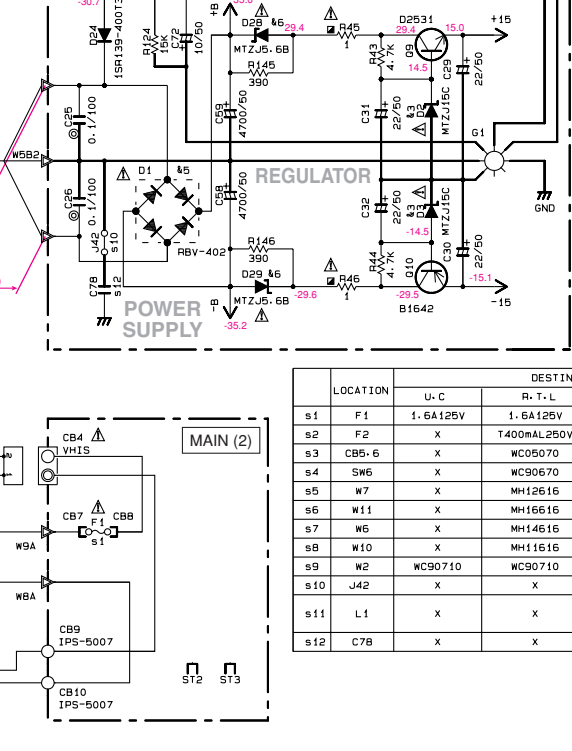 -30.7
D24
1SR139-400T3
R124
15K
C72
10/50
+B
D28 &6
MTZJ5.6B
29.4
R145
390
R45
1
D2531
29.4
15.0
+15
R43
4.7K
Q9
14.5
C29
22/50
C25
0.1/100
C59
4700/50
C31
22/50
&3
MTZJ15C
G1
W5B2
D1 &5
REGULATOR
C26
0.1/100
C58
4700/50
C32
22/50
&3
MTZJ15C
GND
J42
s10
RBV-402
R146
390
-14.5
R44
4.7K
C30
22/50
C78
s12
D29 &6
MTZJ5.6B
-29.6
R46
1
-29.5
Q10
-15.1
-15
B1642
POWER
SUPPLY
-B
-35.2
DESTIN
LOCATION U.C R.T.L
s1 F1 1.6A125V 1.6A125V
s2 F2 X T400mAL250V
s3 CB5.6 X WC05070
s4 SW6 X WC90670
s5 W7 X MH12616
s6 W11 X MH16616
s7 W6 X MH14616
s8 W10 X MH11616
s9 W2 WC90710 WC90710
s10 J42 X X
s11 L1 X X
s12 C78 X X
CB4
VHIS
MAIN (2)
CB7 F1 CB8
s1
W9A
W8A
CB9
IPS-5007
ST2 ST3
CB10
IPS-5007